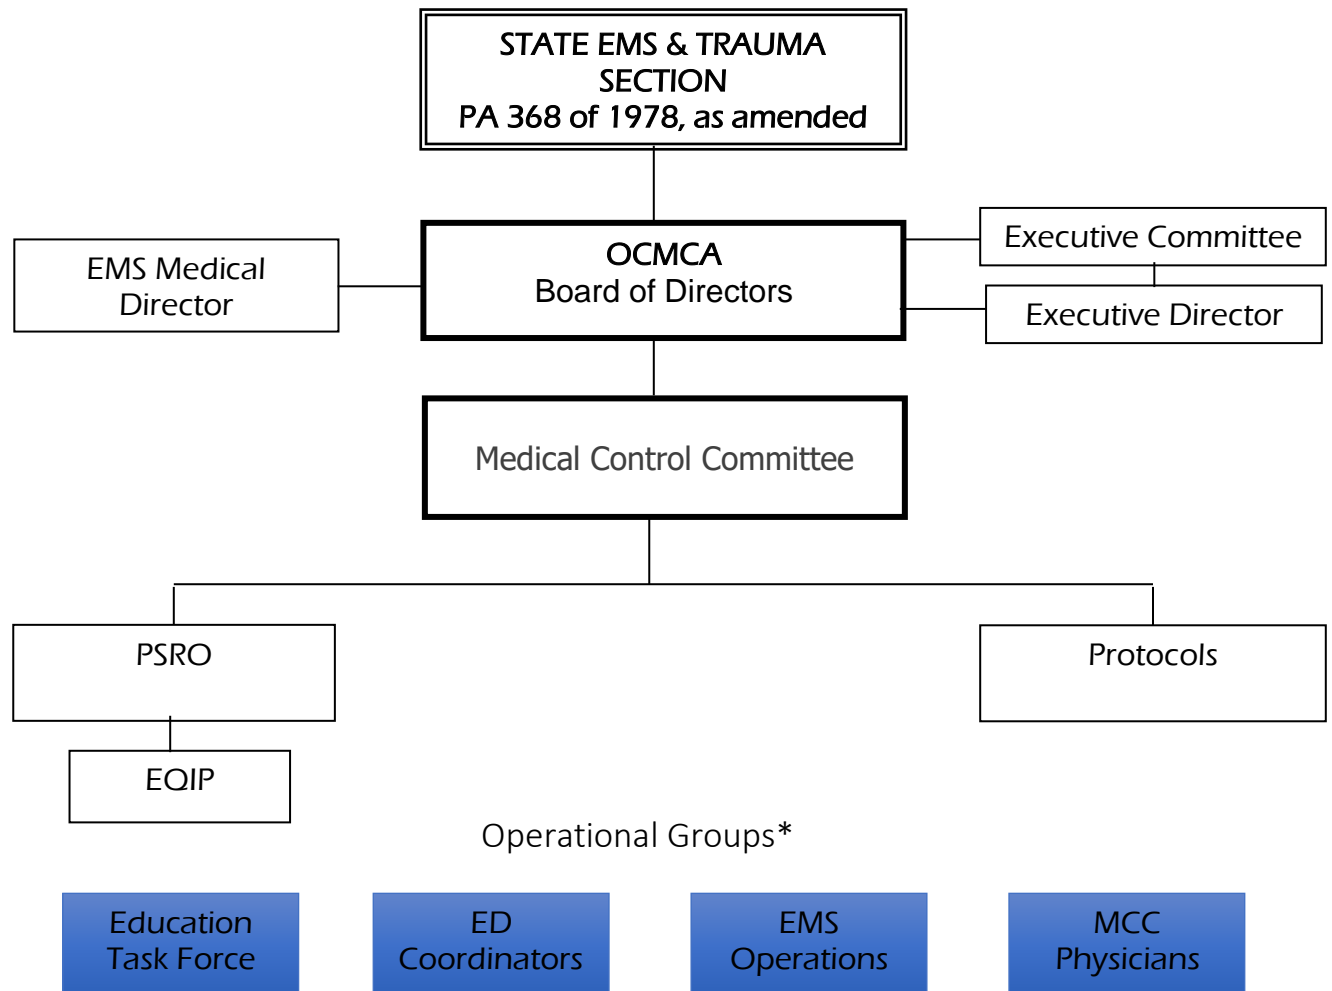 STATE EMS & TRAUMA
SECTION
PA 368 of 1978, as amended
EMS Medical
Director
OCMCA
Board of Directors
Executive Committee
Executive Director
Medical Control Committee
PSRO
Protocols
EQIP
Operational Groups*
Education
Task Force
ED
Coordinators
EMS
Operations
MCC
Physicians